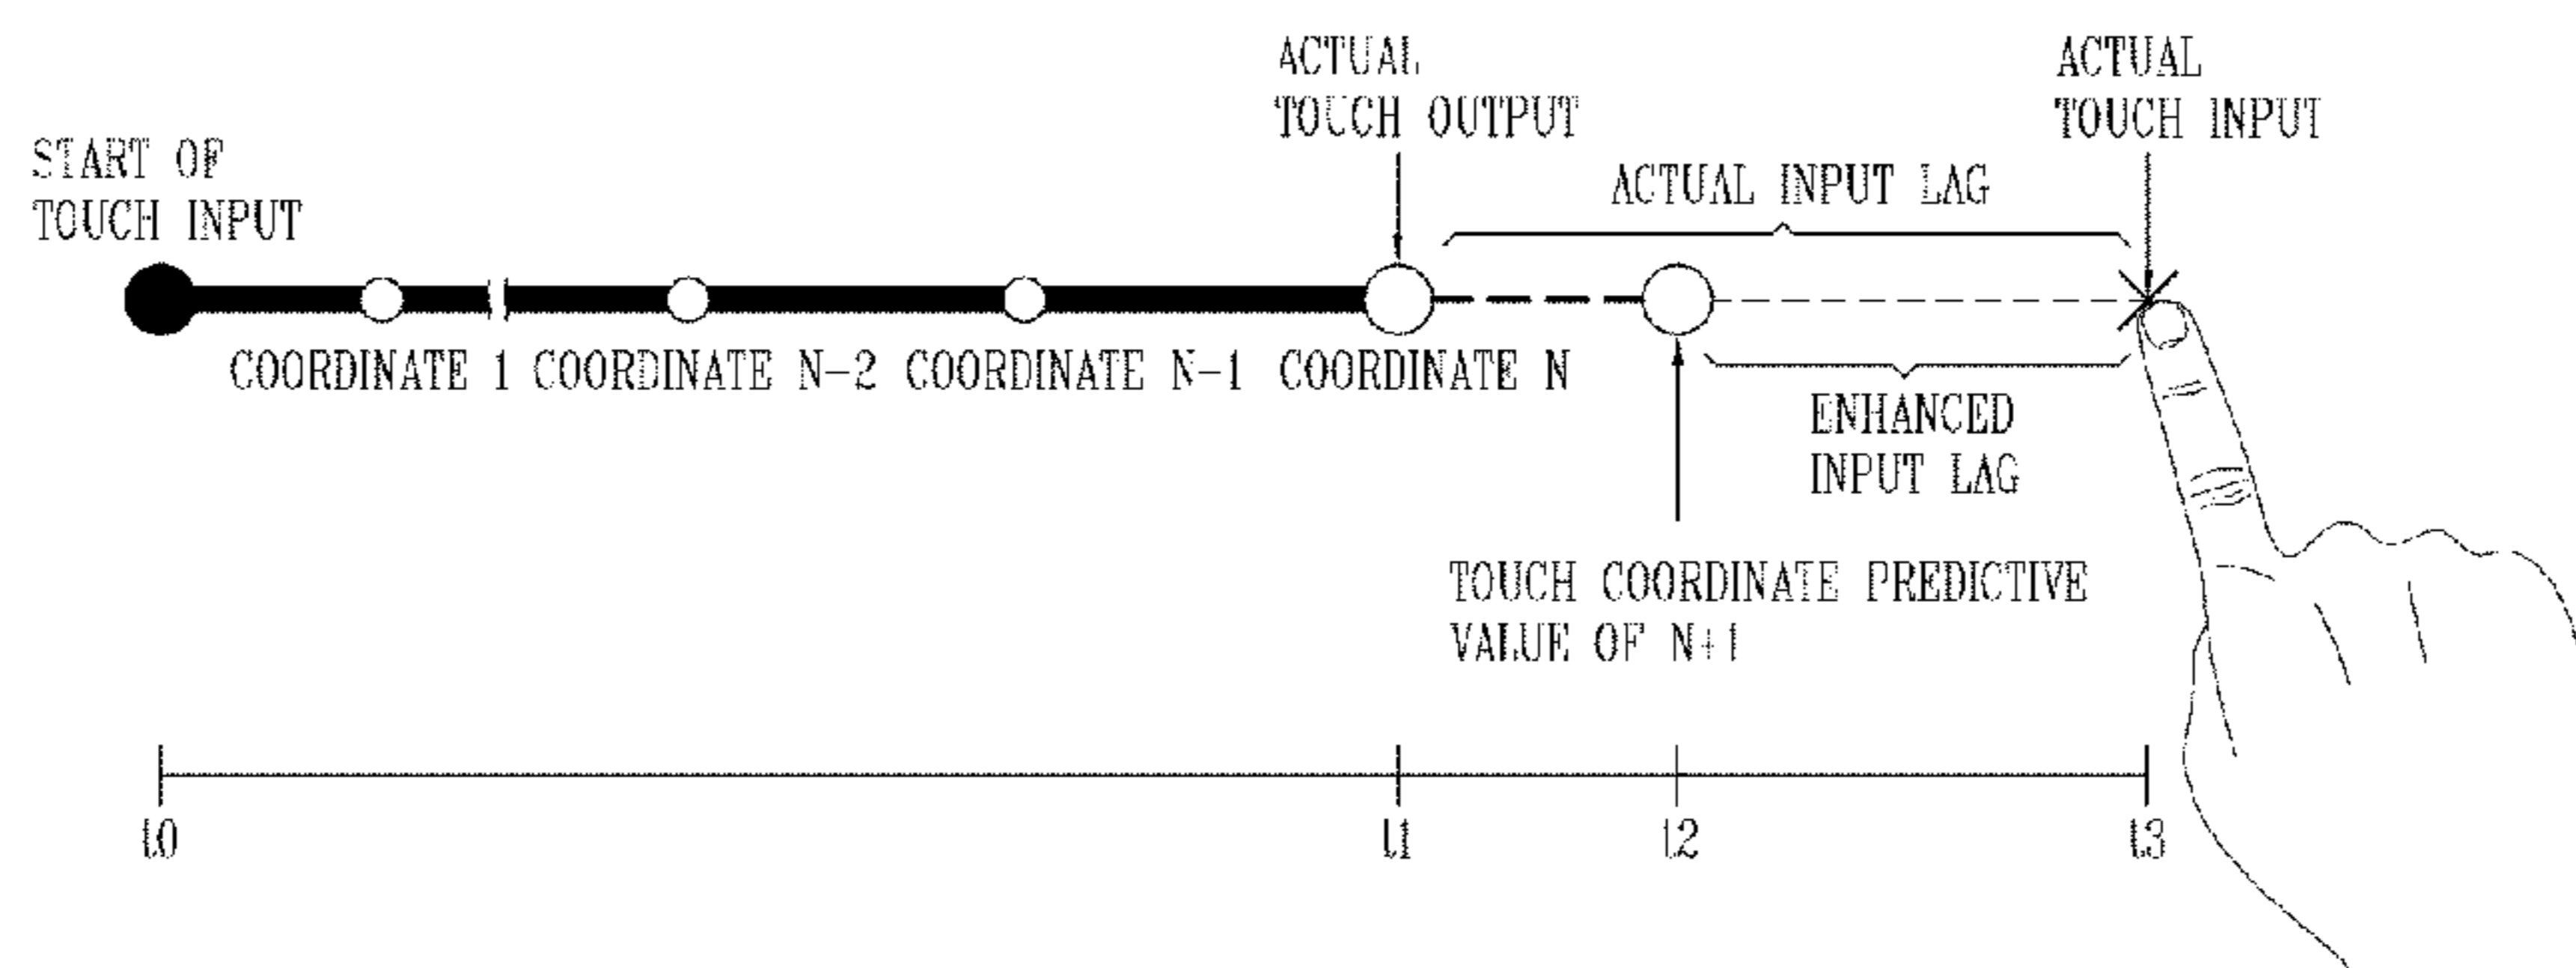 ACTUAL
TOUCH OUTPUT
ACTUAL
TOUCH INPUT
START OF
TOUCH INPUT
ACTUAL INPUT LAG
COORDINATE 1 COORDINATE N-2 COORDINATE N-1 COORDINATE N
ENHANCED
INPUT LAG
TOUCH COORDINATE PREDICTIVE
VALUE OF N+1
t0 t1 t2 t3